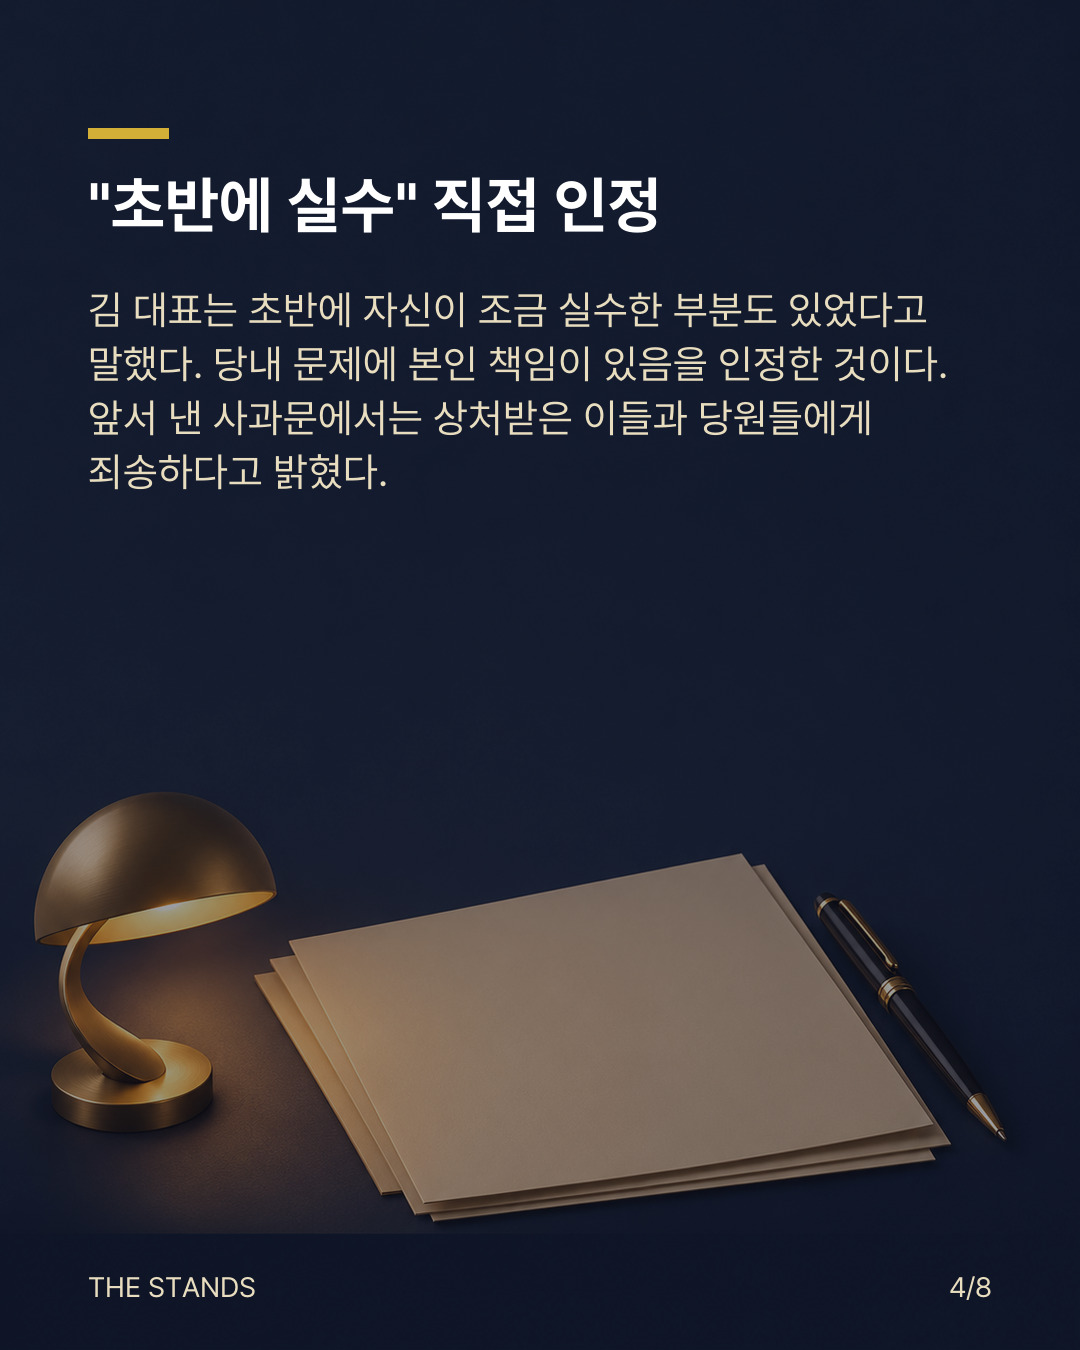 "초반에 실수" 직접 인정
김 대표는 초반에 자신이 조금 실수한 부분도 있었다고
말했다. 당내 문제에 본인 책임이 있음을 인정한 것이다.
앞서 낸 사과문에서는 상처받은 이들과 당원들에게
죄송하다고 밝혔다.
THE STANDS
4/8